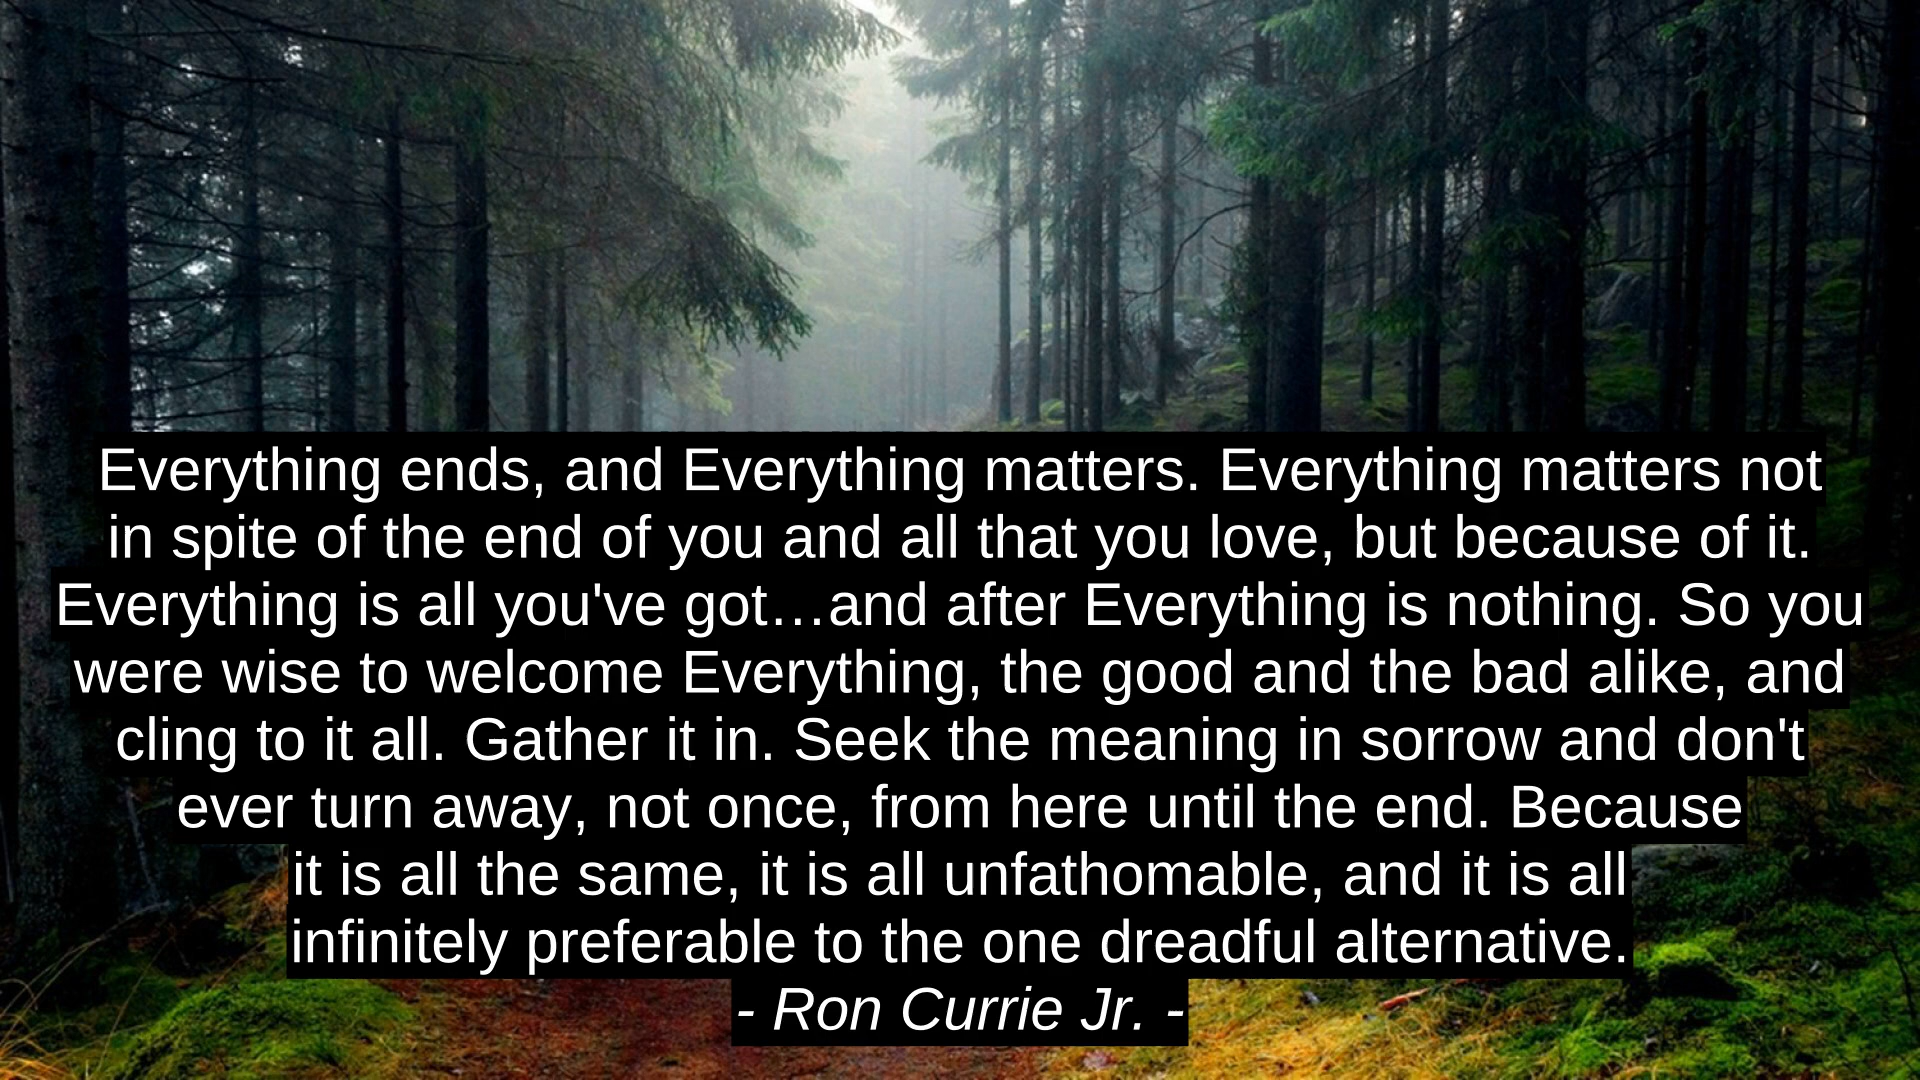 Everything ends, and Everything matters. Everything matters not
in spite of the end of you and all that you love, but because of it.
Everything is all you've got…and after Everything is nothing. So you
were wise to welcome Everything, the good and the bad alike, and
cling to it all. Gather it in. Seek the meaning in sorrow and don't
ever turn away, not once, from here until the end. Because
it is all the same, it is all unfathomable, and it is all
infinitely preferable to the one dreadful alternative.
- Ron Currie Jr. -